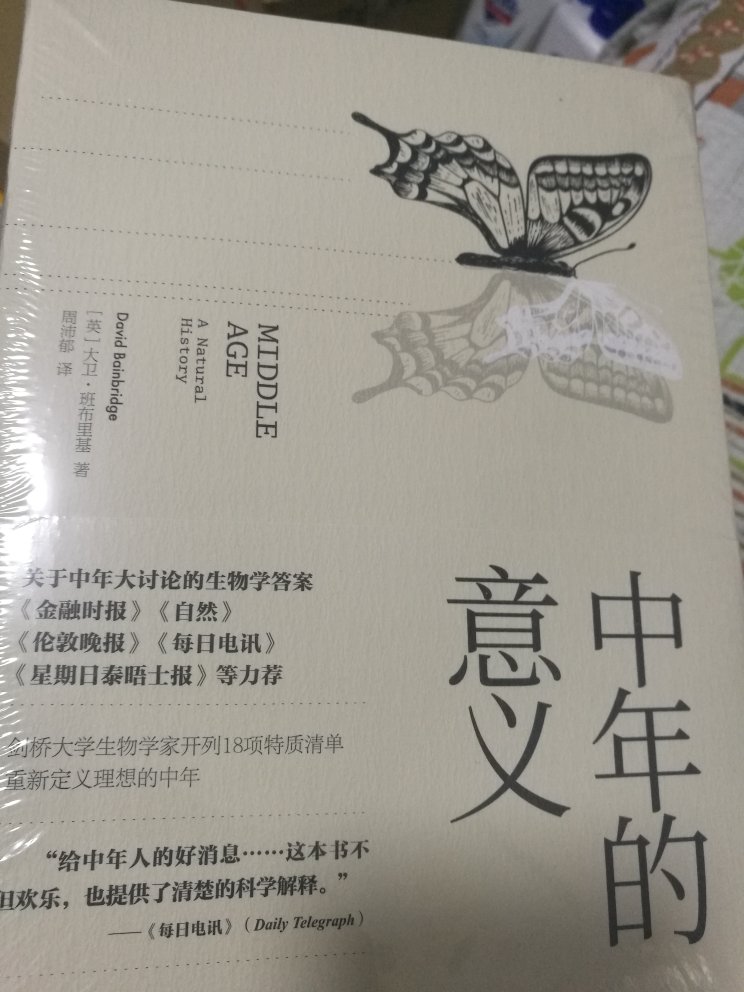 中年的
意义
MIDDLE
AGE
A Natural
History
David Bainbridge
[英]大卫·班布里基 著
周沛郁 译
关于中年大讨论的生物学答案
《金融时报》《自然》
《伦敦晚报》《每日电讯》
《星期日泰晤士报》等力荐
剑桥大学生物学家开列18项特质清单
重新定义理想的中年
“给中年人的好消息……这本书不
但欢乐，也提供了清楚的科学解释。”
——《每日电讯》（Daily Telegraph）